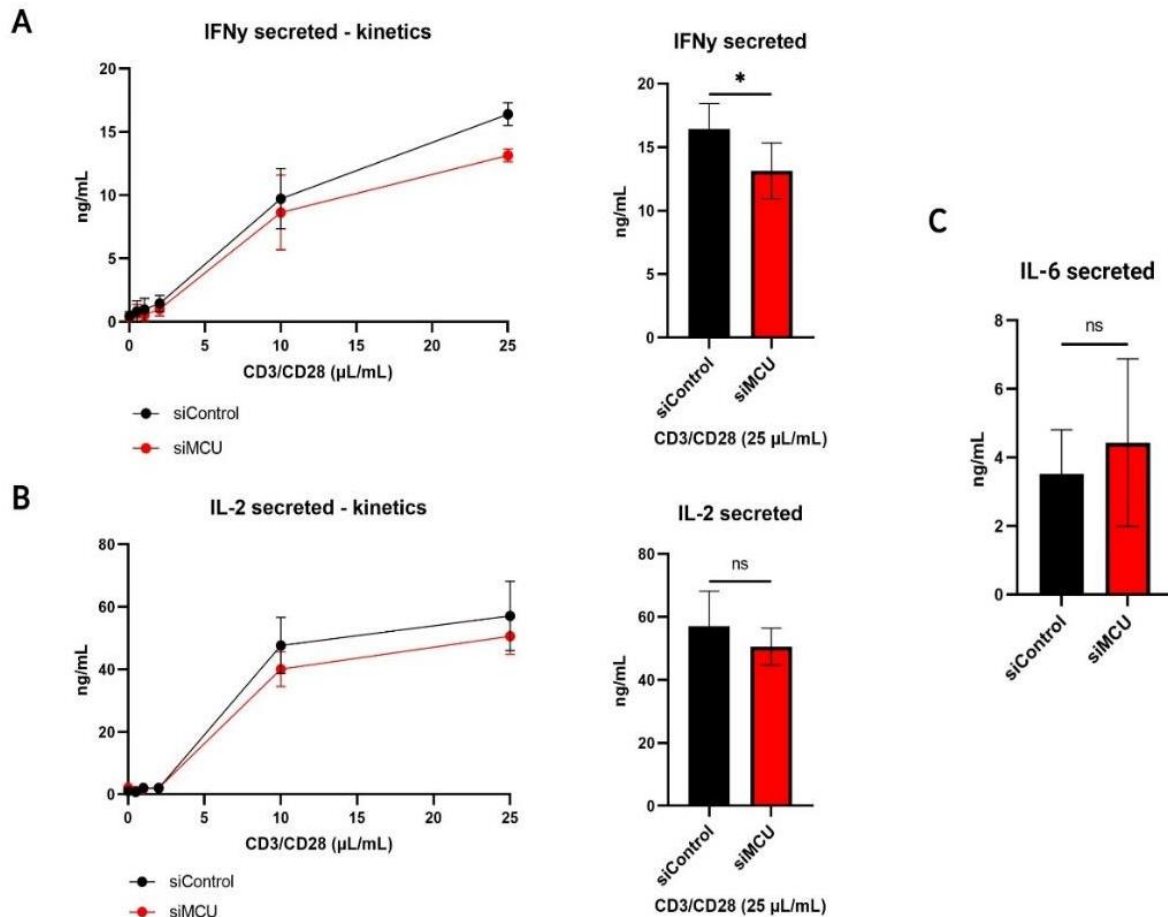 A
IFNy secreted - kinetics
ng/mL
20
15
10
5
0
0 5 10 15 20 25
CD3/CD28 (µL/mL)
siControl
siMCU
IFNy secreted
*
ng/mL
20
15
10
5
0
siControl siMCU
CD3/CD28 (25 µL/mL)
B
IL-2 secreted - kinetics
ng/mL
80
60
40
20
0
0 5 10 15 20 25
CD3/CD28 (µL/mL)
siControl
siMCU
IL-2 secreted
ns
ng/mL
80
60
40
20
0
siControl siMCU
CD3/CD28 (25 µL/mL)
C
IL-6 secreted
ns
ng/mL
8
6
4
2
0
siControl siMCU